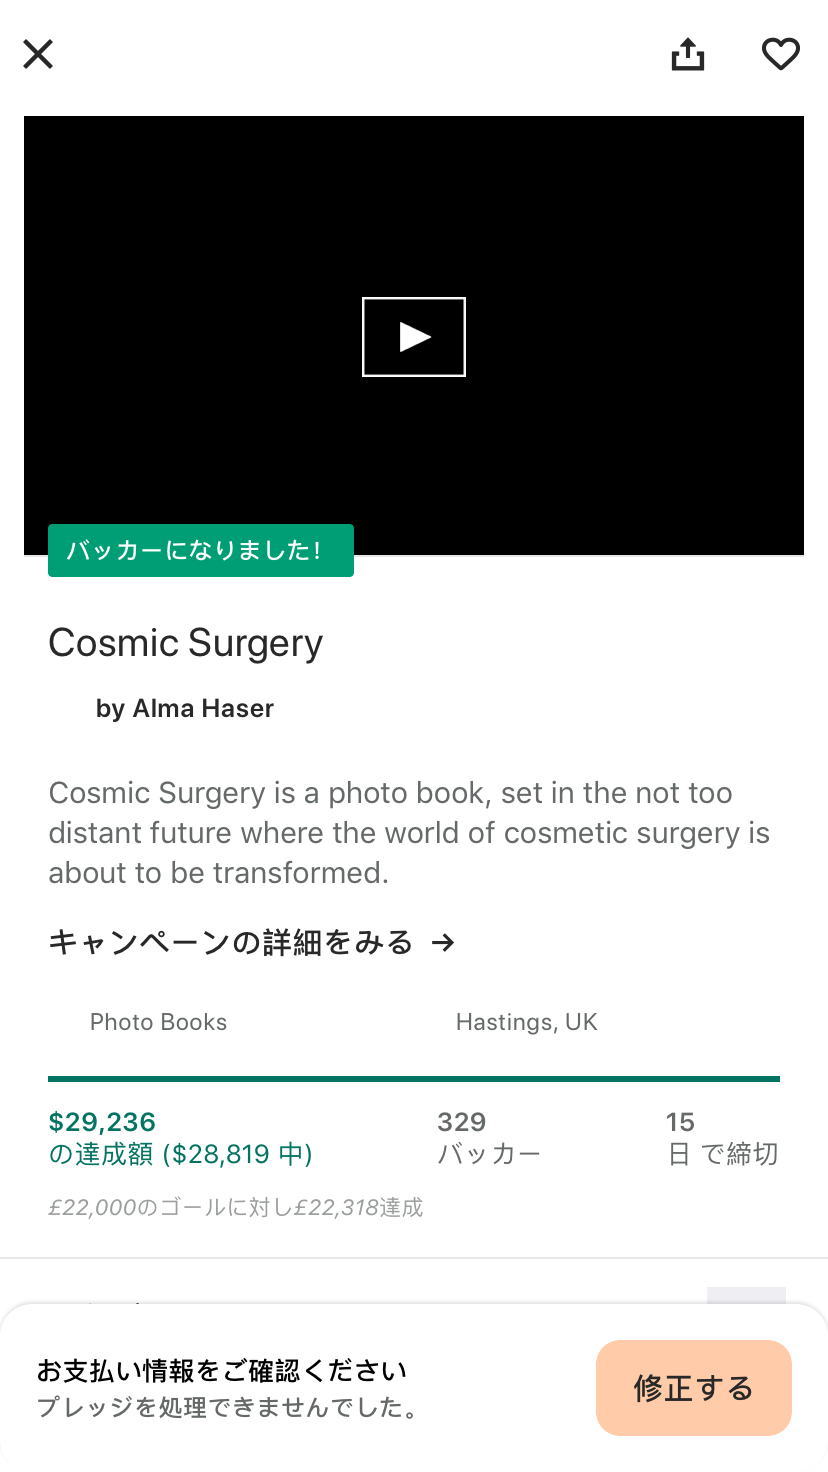 バッカーになりました!
Cosmic Surgery
by Alma Haser
Cosmic Surgery is a photo book, set in the not too
distant future where the world of cosmetic surgery is
about to be transformed.
キャンペーンの詳細をみる →
Photo Books
Hastings, UK
$29,236
の達成額 ($28,819 中)
329
バッカー
15
日 で締切
£22,000のゴールに対し£22,318達成
お支払い情報をご確認ください
プレッジを処理できませんでした。
修正する